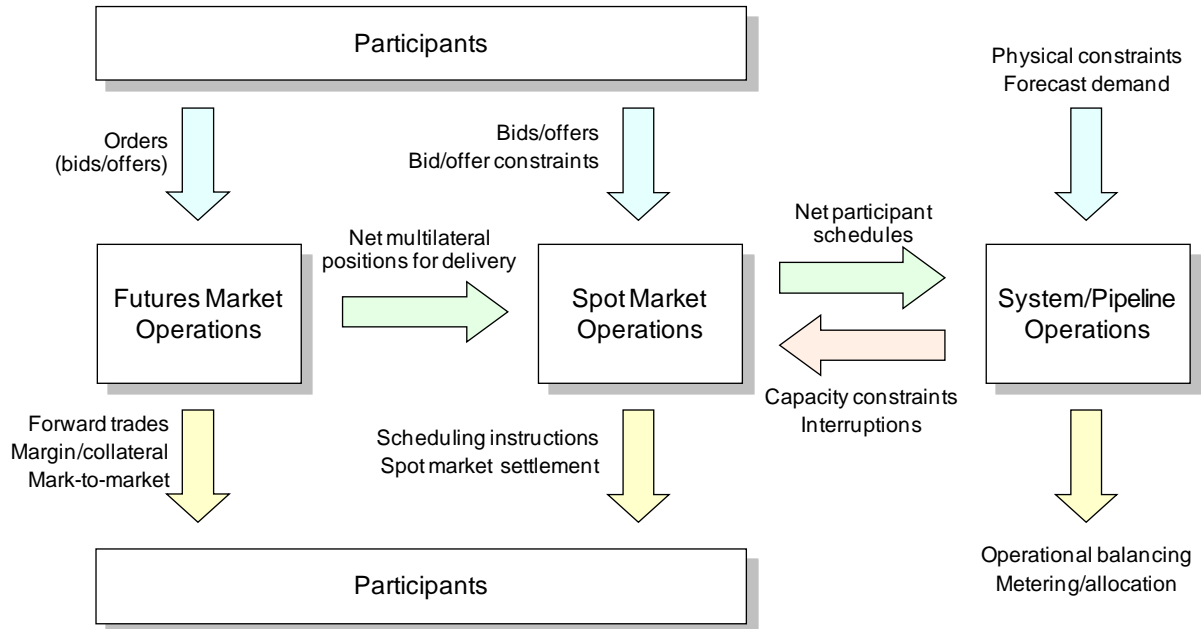 Participants
Physical constraints
Forecast demand
Orders
(bids/offers)
Bids/offers
Bid/offer constraints
Net multilateral
positions for delivery
Net participant
schedules
Futures Market
Operations
Spot Market
Operations
System/Pipeline
Operations
Capacity constraints
Interruptions
Forward trades
Margin/collateral
Mark-to-market
Scheduling instructions
Spot market settlement
Operational balancing
Metering/allocation
Participants